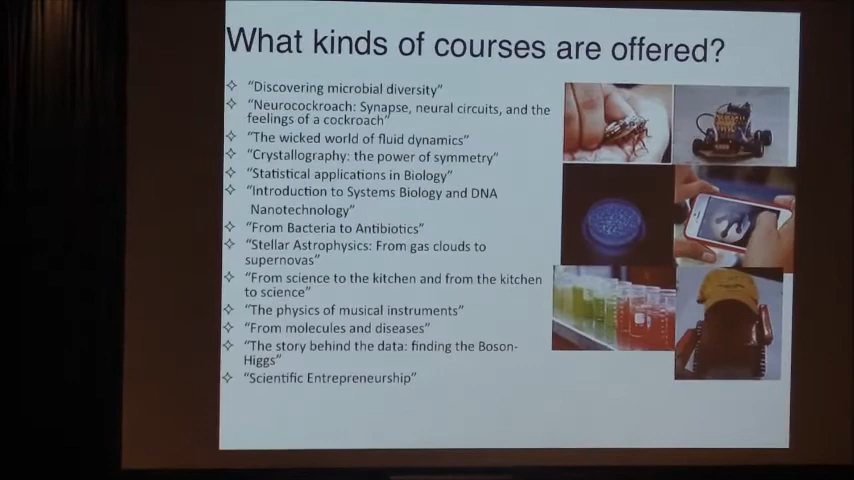 What kinds of courses are offered?
✧ "Discovering microbial diversity"
✧ "Neurocockroach: Synapse, neural circuits, and the
feelings of a cockroach"
✧ "The wicked world of fluid dynamics"
✧ "Crystallography: the power of symmetry"
✧ "Statistical applications in Biology"
✧ "Introduction to Systems Biology and DNA
Nanotechnology"
✧ "From Bacteria to Antibiotics"
✧ "Stellar Astrophysics: From gas clouds to
supernovas"
✧ "From science to the kitchen and from the kitchen
to science"
✧ "The physics of musical instruments"
✧ "From molecules and diseases"
✧ "The story behind the data: finding the Boson-
Higgs"
✧ "Scientific Entrepreneurship"